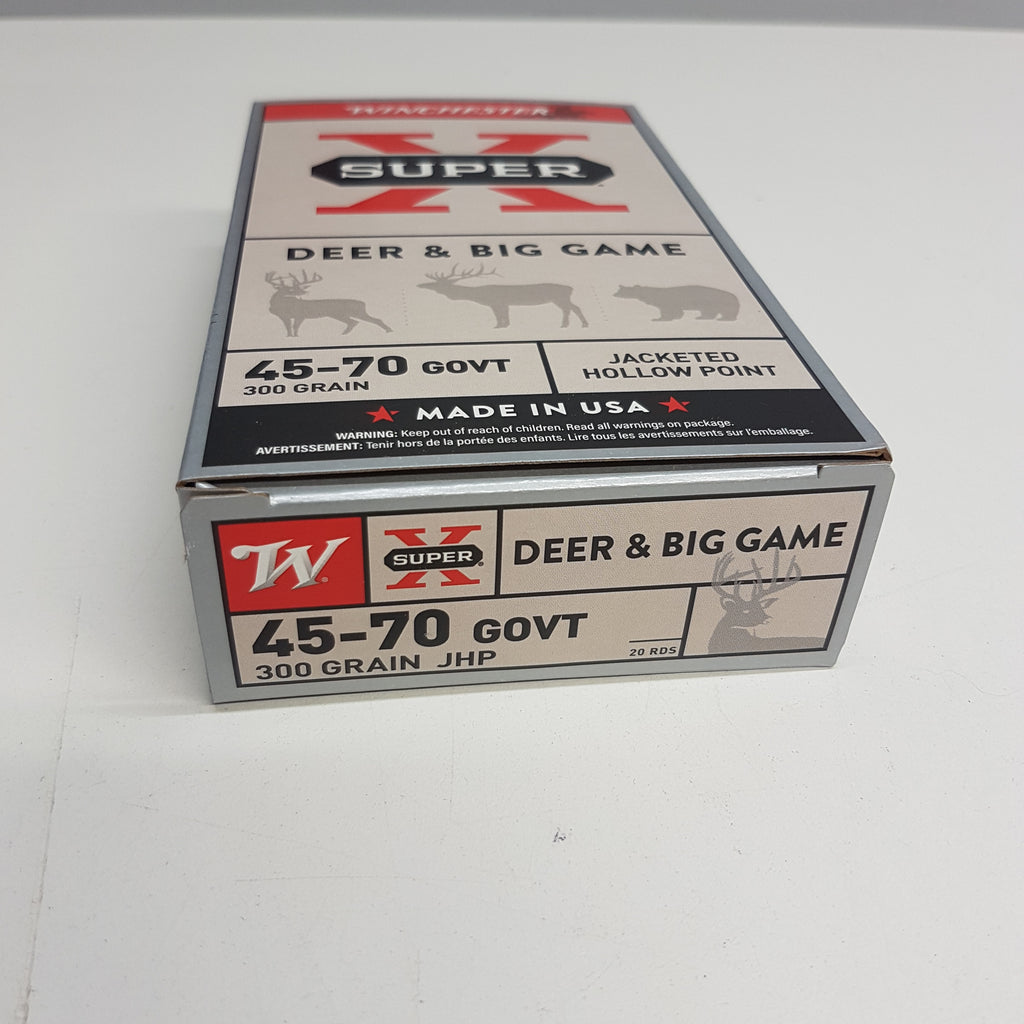 WINCHESTER
X
SUPER
DEER & BIG GAME
45-70 GOVT
300 GRAIN
JACKETED
HOLLOW POINT
★ MADE IN USA ★
WARNING: Keep out of reach of children. Read all warnings on package.
AVERTISSEMENT: Tenir hors de la portée des enfants. Lire tous les avertissements sur l'emballage.
W®
X
SUPER®
DEER & BIG GAME
45-70 GOVT
300 GRAIN JHP
20 RDS